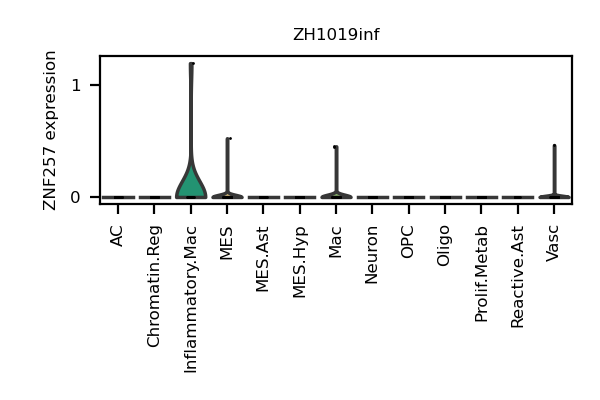 ZH1019inf
ZNF257 expression
1
0
AC
Chromatin.Reg
Inflammatory.Mac
MES
MES.Ast
MES.Hyp
Mac
Neuron
OPC
Oligo
Prolif.Metab
Reactive.Ast
Vasc